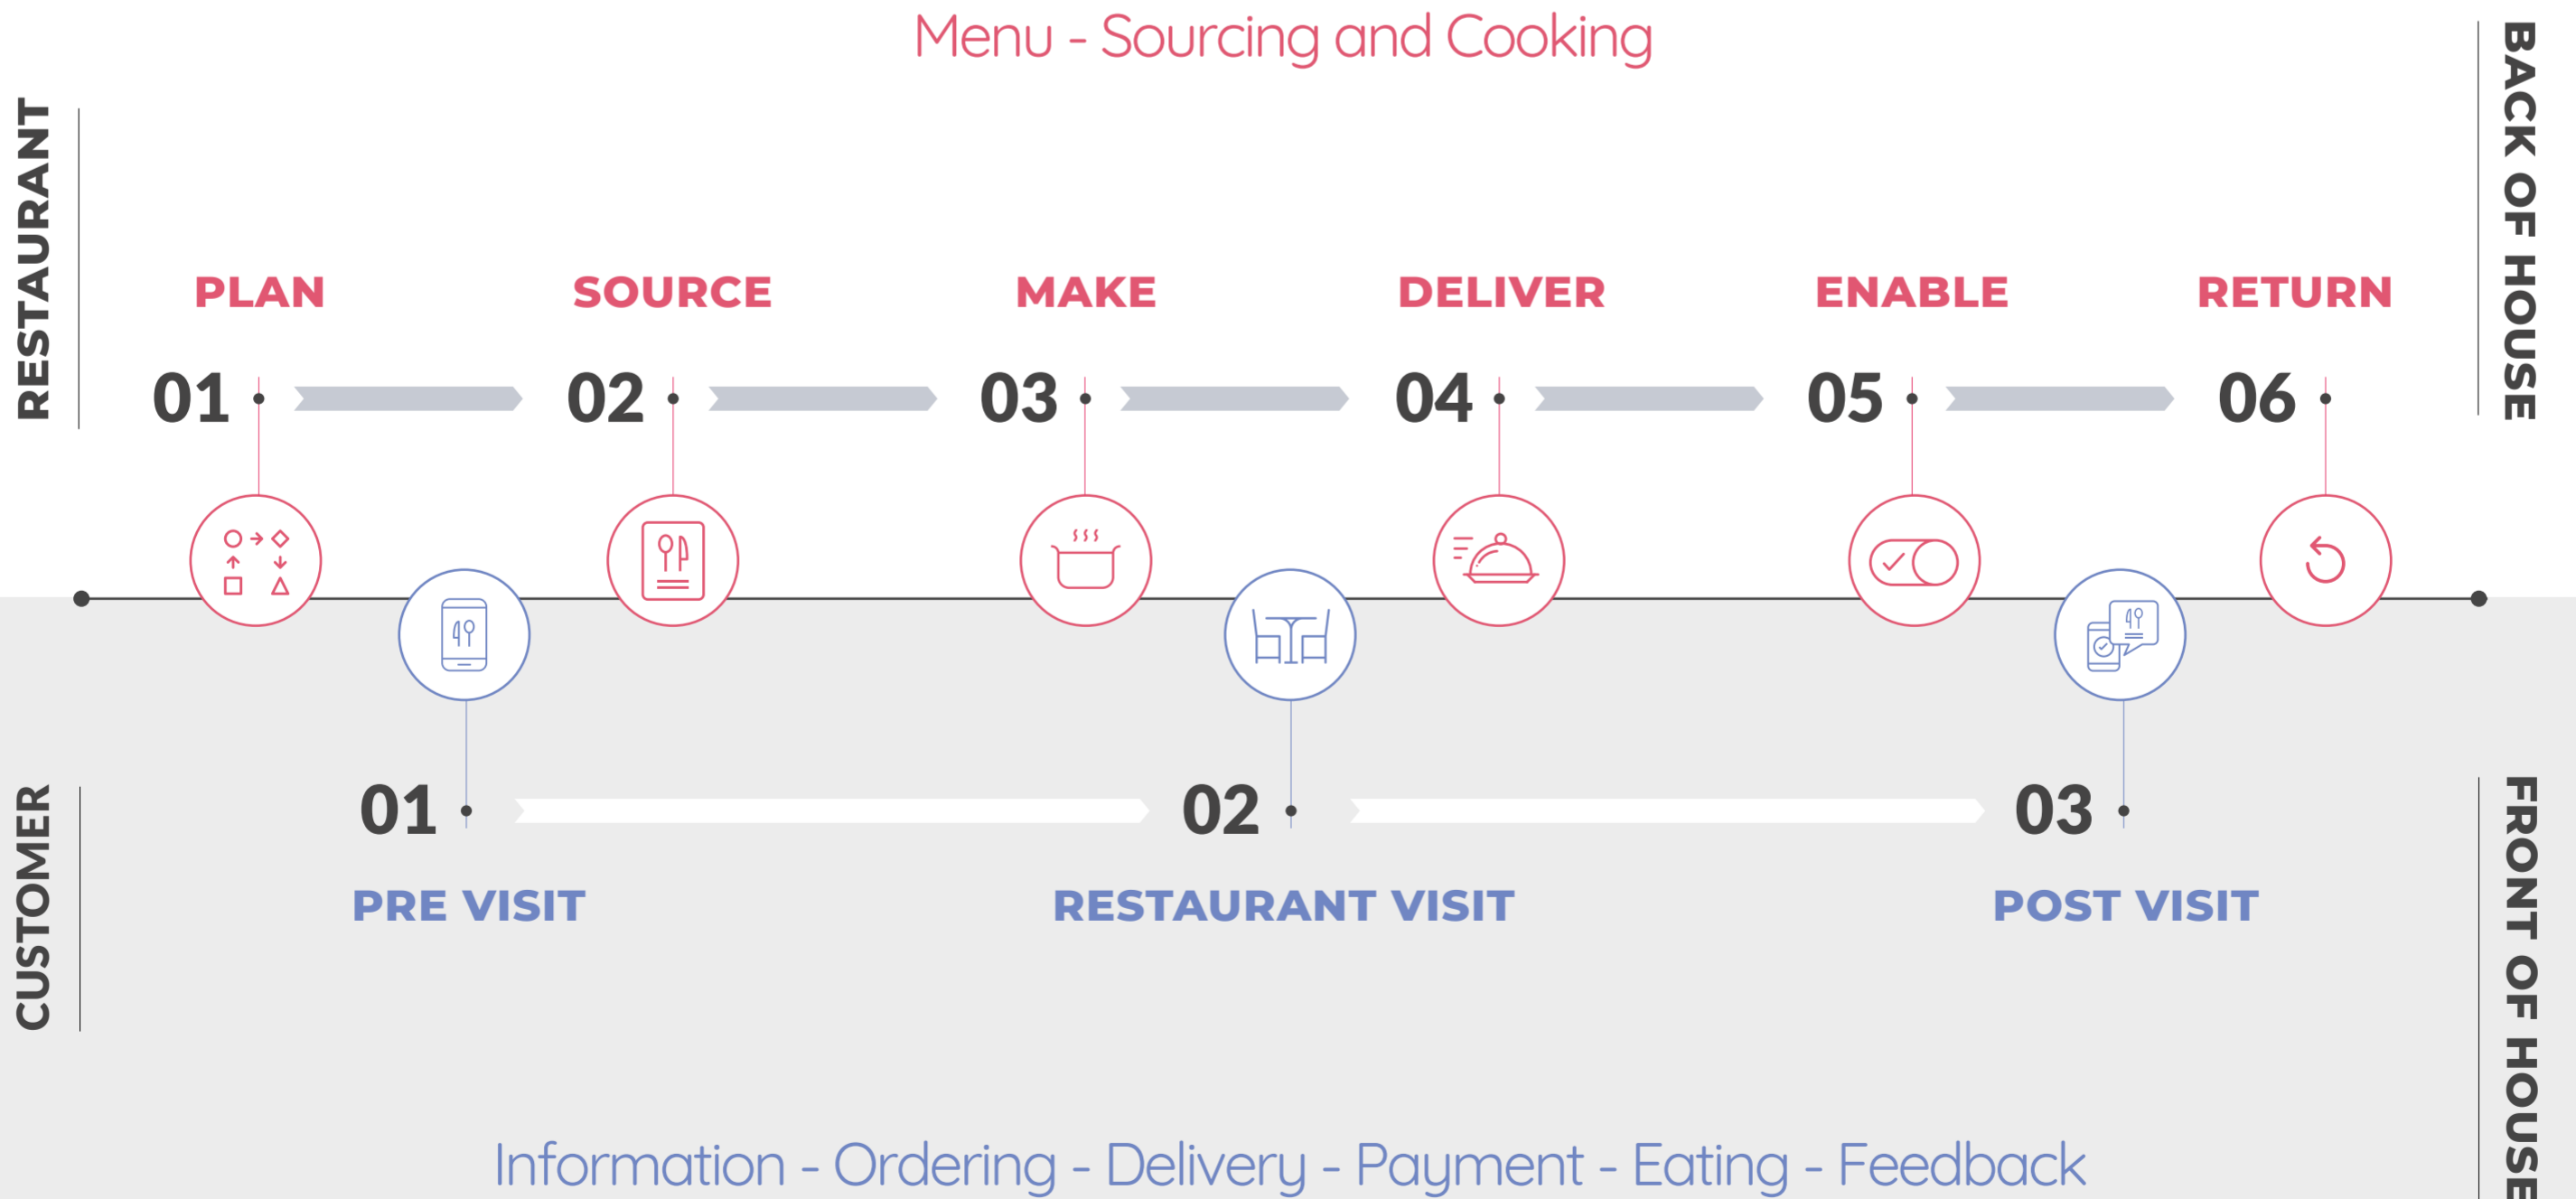 Menu - Sourcing and Cooking
RESTAURANT
BACK OF HOUSE
PLAN
SOURCE
MAKE
DELIVER
ENABLE
RETURN
01
02
03
04
05
06
01
02
03
PRE VISIT
RESTAURANT VISIT
POST VISIT
CUSTOMER
FRONT OF HOUSE
Information - Ordering - Delivery - Payment - Eating - Feedback